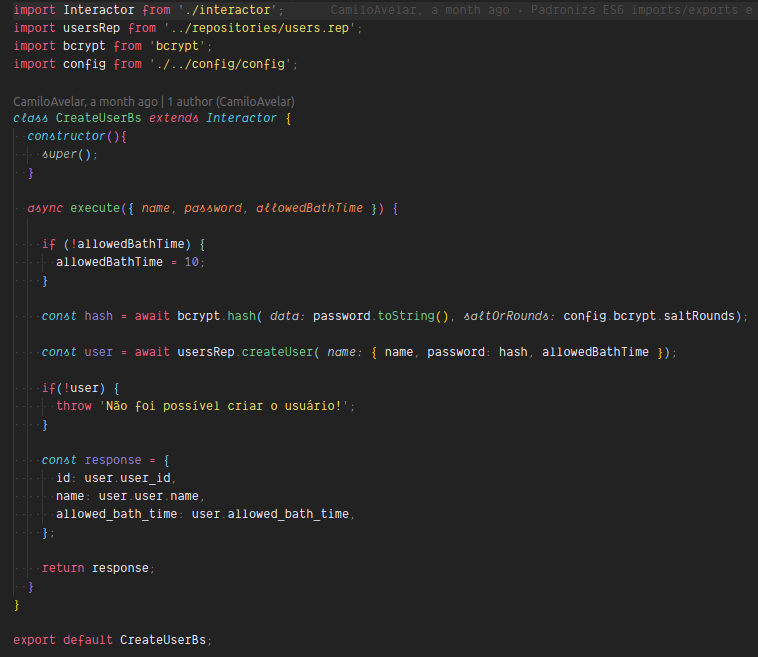 import Interactor from './interactor'; CamiloAvelar, a month ago · Padroniza ES6 imports/exports e
import usersRep from '../repositories/users.rep';
import bcrypt from 'bcrypt';
import config from './../config/config';
CamiloAvelar, a month ago | 1 author (CamiloAvelar)
class CreateUserBs extends Interactor {
constructor(){
super();
}
async execute({ name, password, allowedBathTime }) {
if (!allowedBathTime) {
allowedBathTime = 10;
}
const hash = await bcrypt.hash( data: password.toString(), saltOrRounds: config.bcrypt.saltRounds);
const user = await usersRep.createUser( name: { name, password: hash, allowedBathTime });
if(!user) {
throw 'Não foi possível criar o usuário!';
}
const response = {
id: user.user_id,
name: user.user.name,
allowed_bath_time: user.allowed_bath_time,
};
return response;
}
}
export default CreateUserBs;